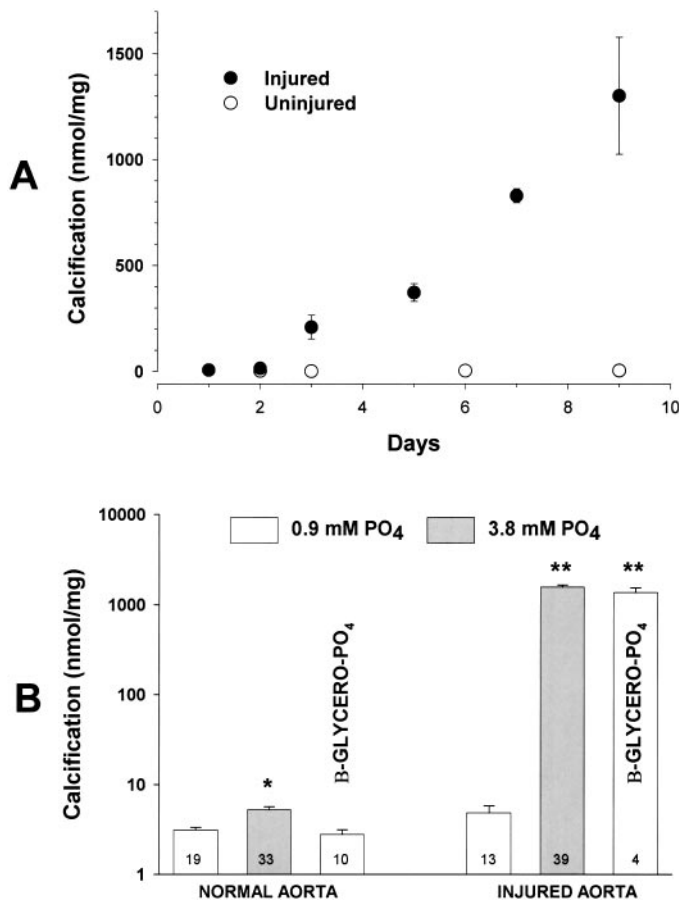 A
Calcification (nmol/mg)
1500
1000
500
0
Injured
Uninjured
0 2 4 6 8 10
Days
B
Calcification (nmol/mg)
10000
1000
100
10
1
0.9 mM PO4 3.8 mM PO4
* ** **
B-GLYCERO-PO4 B-GLYCERO-PO4
19 33 10 13 39 4
NORMAL AORTA INJURED AORTA